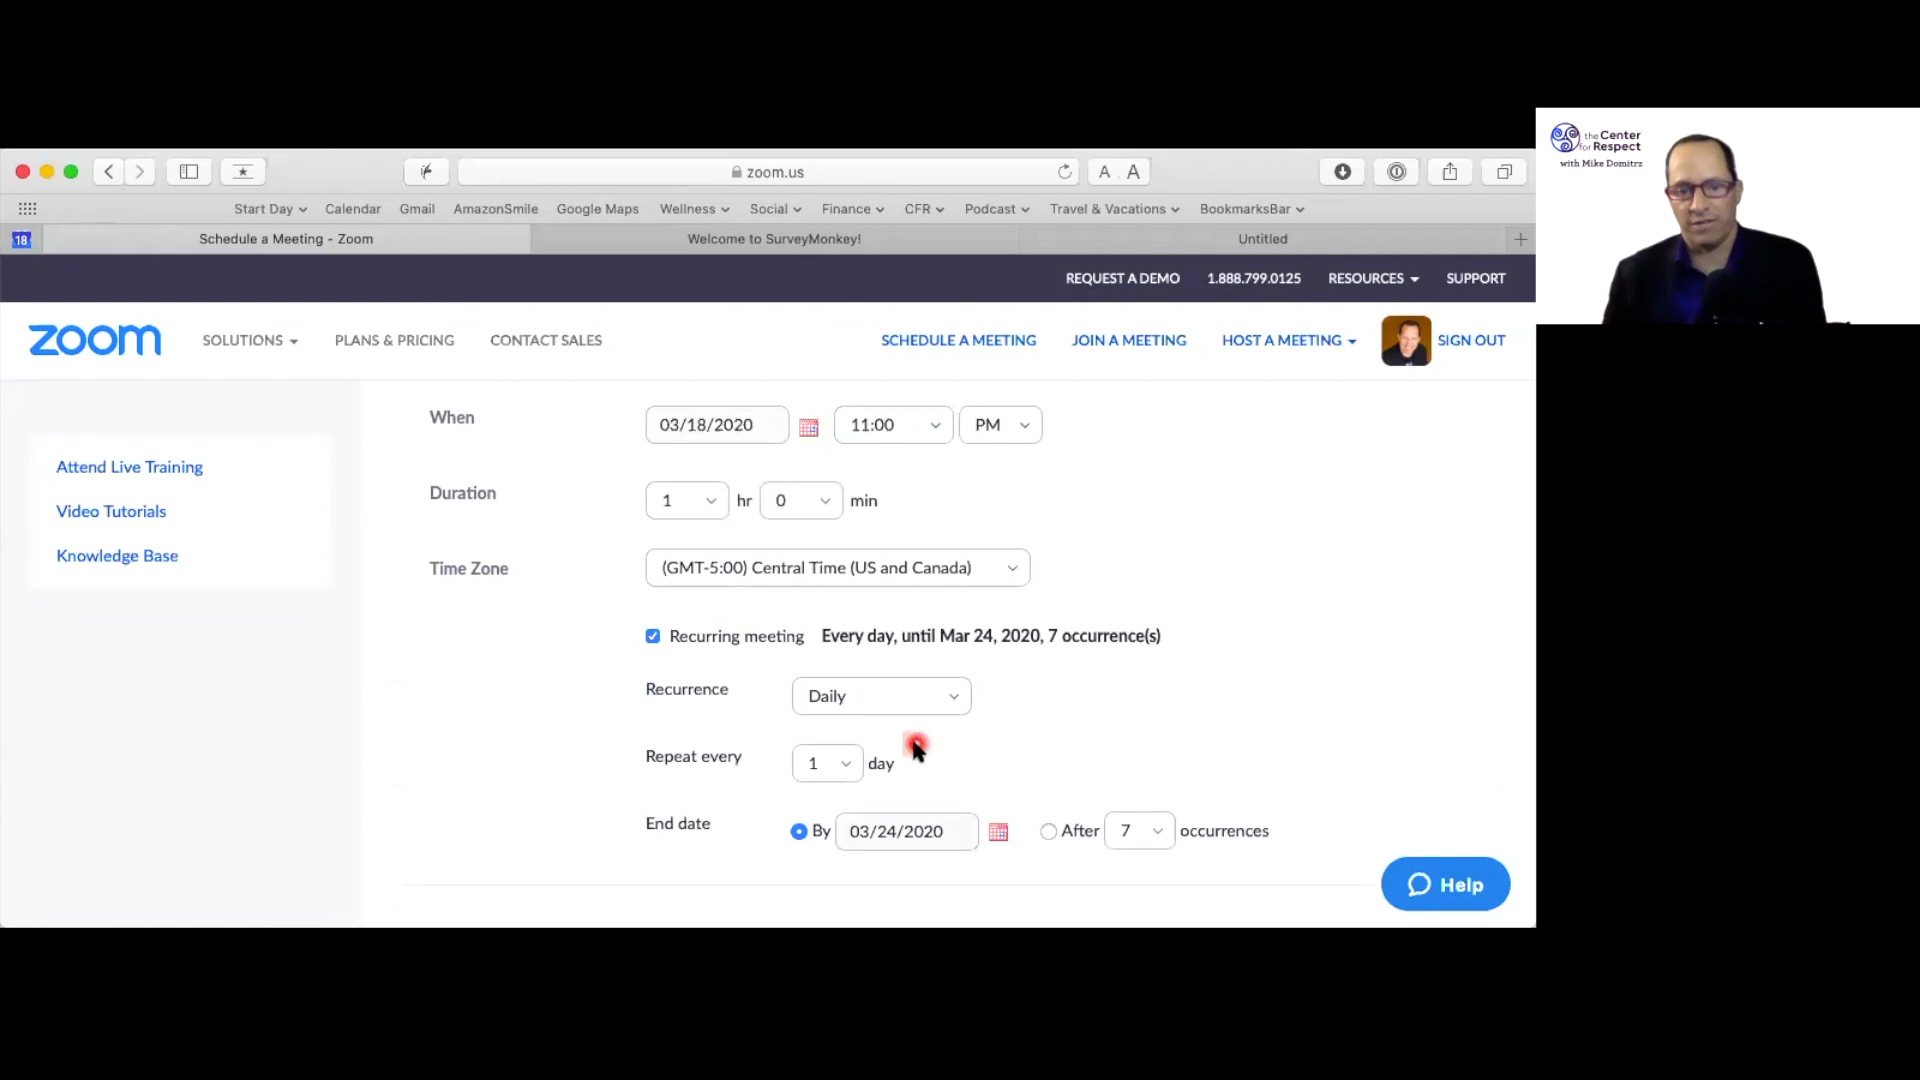 the Center
for Respect
with Mike Domitrz
zoom.us
A A
Start Day Calendar Gmail AmazonSmile Google Maps Wellness Social Finance CFR Podcast Travel & Vacations BookmarksBar
18 Schedule a Meeting - Zoom Welcome to SurveyMonkey! Untitled
REQUEST A DEMO 1.888.799.0125 RESOURCES SUPPORT
zoom SOLUTIONS PLANS & PRICING CONTACT SALES SCHEDULE A MEETING JOIN A MEETING HOST A MEETING SIGN OUT
Attend Live Training
Video Tutorials
Knowledge Base
When 03/18/2020 11:00 PM
Duration 1 hr 0 min
Time Zone (GMT-5:00) Central Time (US and Canada)
Recurring meeting Every day, until Mar 24, 2020, 7 occurrence(s)
Recurrence Daily
Repeat every 1 day
End date By 03/24/2020 After 7 occurrences
Help